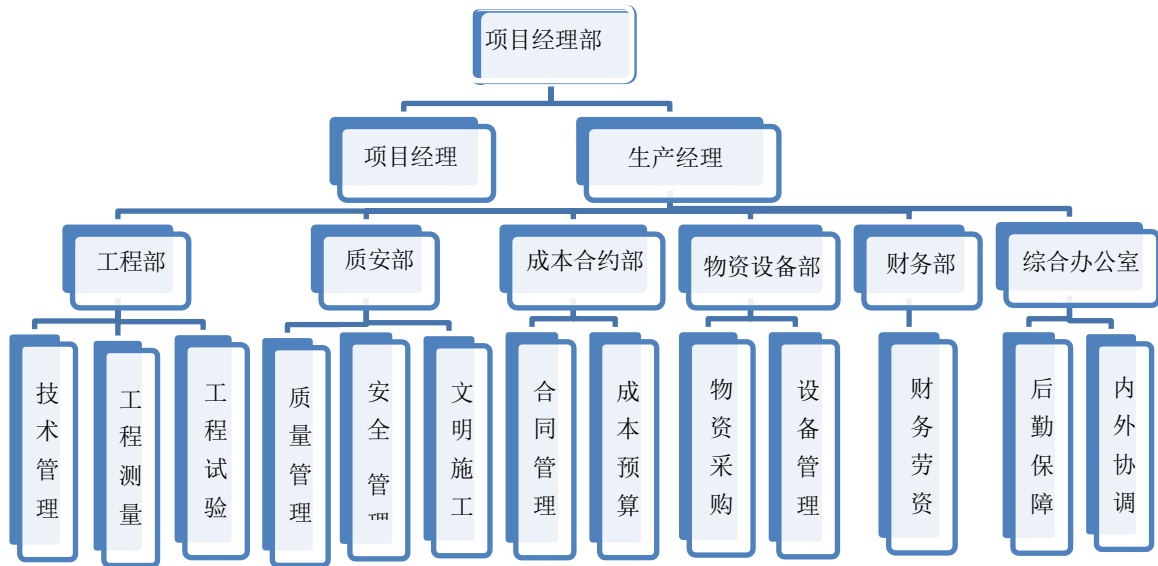 项目经理部
项目经理
生产经理
工程部
质安部
成本合约部
物资设备部
财务部
综合办公室
技术管理
工程测量
工程试验
质量管理
安全 管理
文明施工
合同管理
成本预算
物资采购
设备管理
财务劳资
后勤保障
内外协调